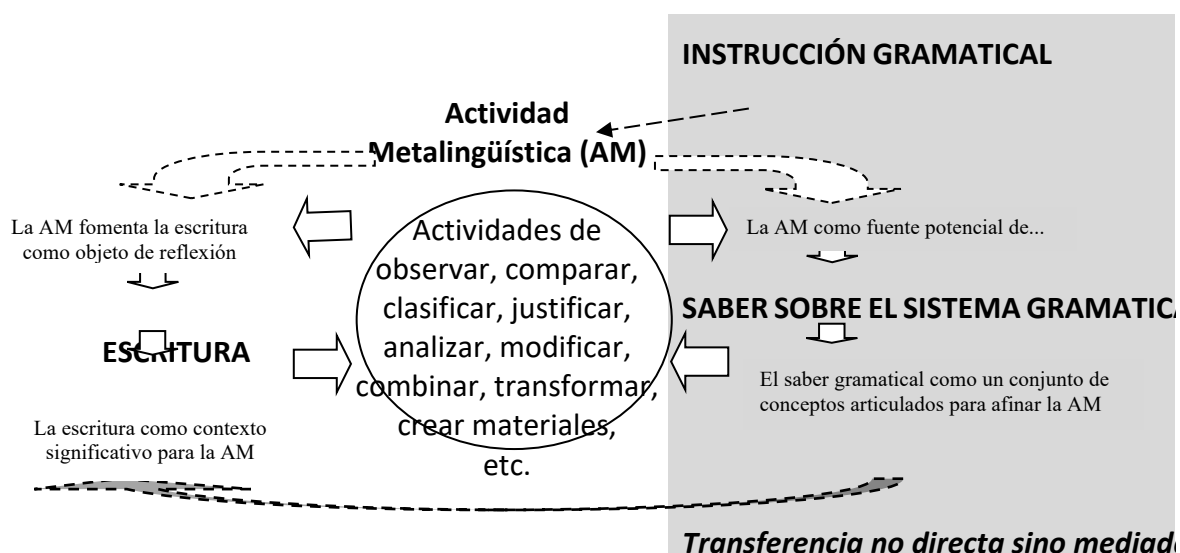 INSTRUCCIÓN GRAMATICAL
Actividad
Metalingüística (AM)
La AM fomenta la escritura
como objeto de reflexión
Actividades de
observar, comparar,
clasificar, justificar,
analizar, modificar,
combinar, transformar,
crear materiales,
etc.
La AM como fuente potencial de...
ESCRITURA
SABER SOBRE EL SISTEMA GRAMATICA
La escritura como contexto
significativo para la AM
El saber gramatical como un conjunto de
conceptos articulados para afinar la AM
Transferencia no directa sino mediad